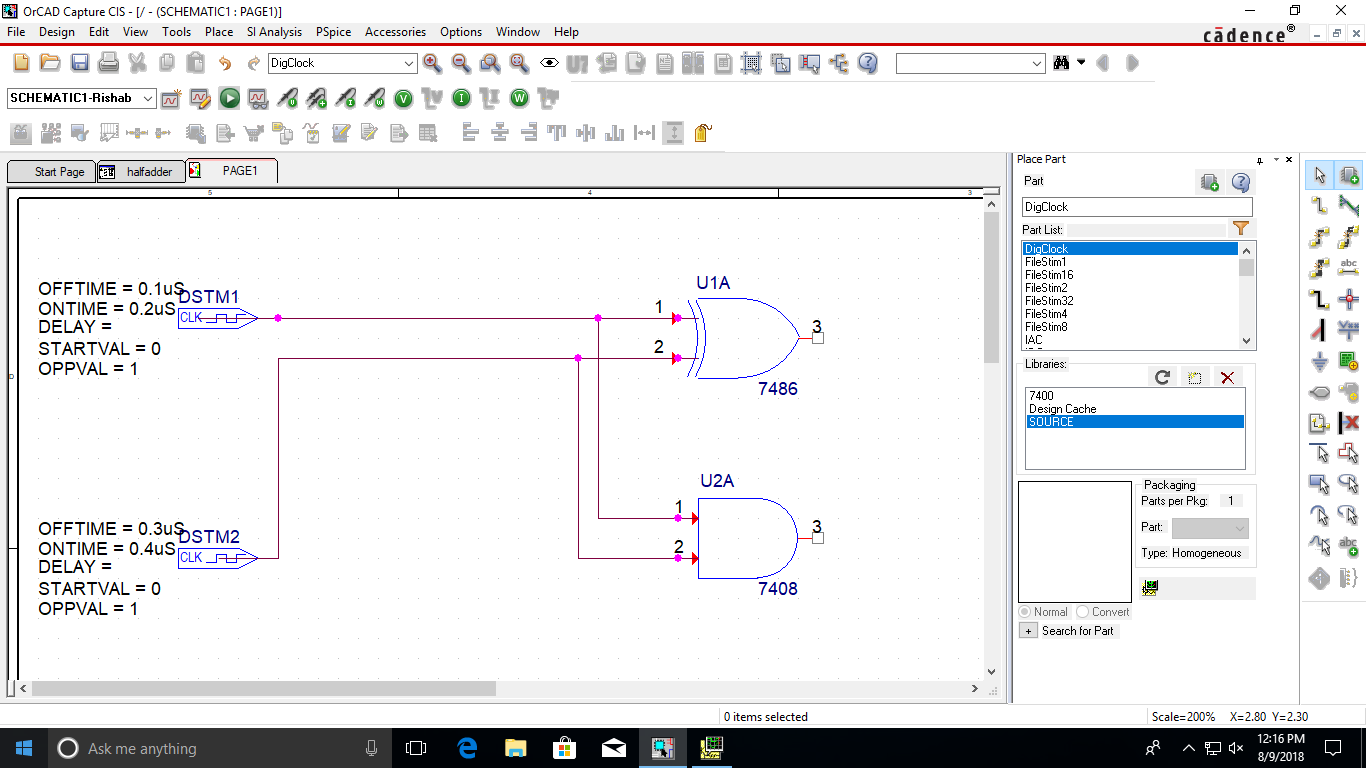 OrCAD Capture CIS - [/ - (SCHEMATIC1 : PAGE1)]
File Design Edit View Tools Place SI Analysis PSpice Accessories Options Window Help
cādence®
DigClock
SCHEMATIC1-Rishab
Start Page
halfadder
PAGE1
5 4 3
OFFTIME = 0.1uS
ONTIME = 0.2uS
DELAY =
STARTVAL = 0
OPPVAL = 1
DSTM1
CLK
U1A
1
2
3
7486
OFFTIME = 0.3uS
ONTIME = 0.4uS
DELAY =
STARTVAL = 0
OPPVAL = 1
DSTM2
CLK
U2A
1
2
3
7408
Place Part
Part
DigClock
Part List:
DigClock
FileStim1
FileStim16
FileStim2
FileStim32
FileStim4
FileStim8
IAC
Libraries:
7400
Design Cache
SOURCE
Packaging
Parts per Pkg: 1
Part:
Type: Homogeneous
Normal Convert
+ Search for Part
0 items selected
Scale=200% X=2.80 Y=2.30
Ask me anything
12:16 PM
8/9/2018